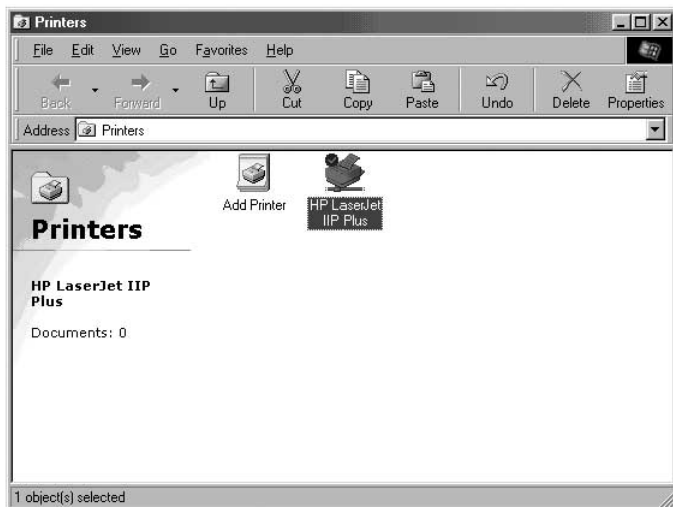 Printers
File Edit View Go Favorites Help
Back Forward Up Cut Copy Paste Undo Delete Properties
Address Printers
Add Printer
HP LaserJet
IIP Plus
Printers
HP LaserJet IIP
Plus
Documents: 0
1 object(s) selected